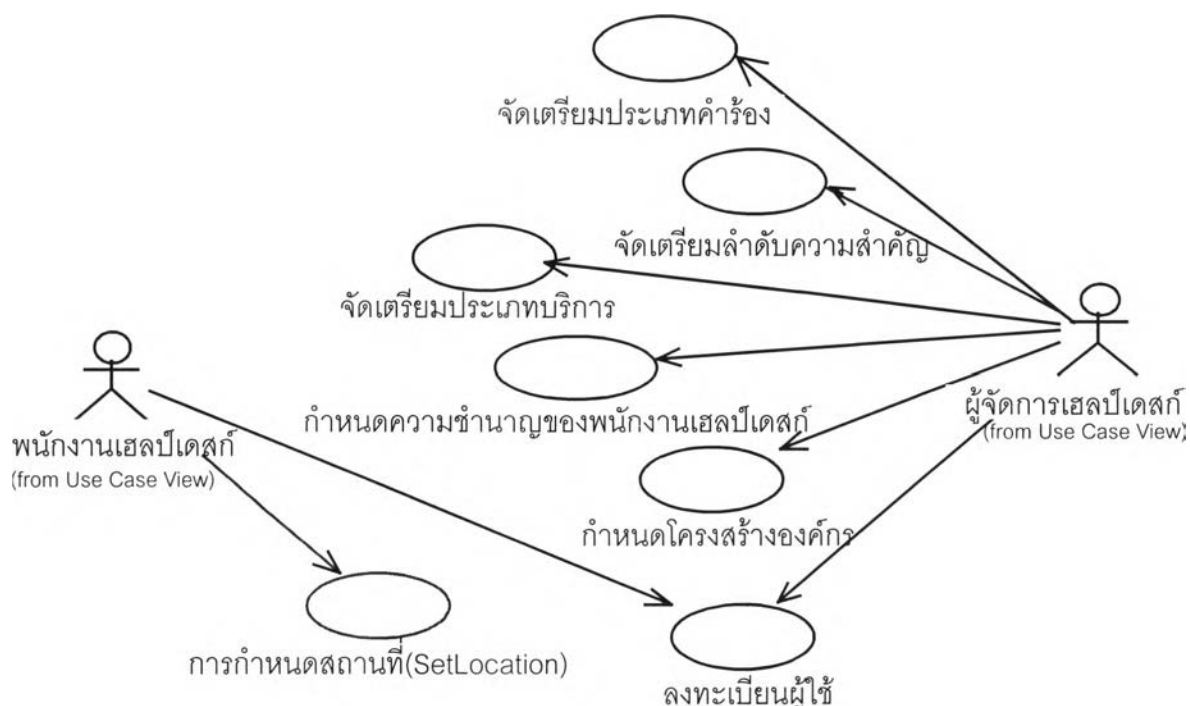 จัดเตรียมประเภทคำร้อง
จัดเตรียมลำดับความสำคัญ
จัดเตรียมประเภทบริการ
กำหนดความชำนาญของพนักงานเฮลป์เดสก์
ผู้จัดการเฮลป์เดสก์
(from Use Case View)
พนักงานเฮลป์เดสก์
(from Use Case View)
กำหนดโครงสร้างองค์กร
การกำหนดสถานที่(SetLocation)
ลงทะเบียนผู้ใช้